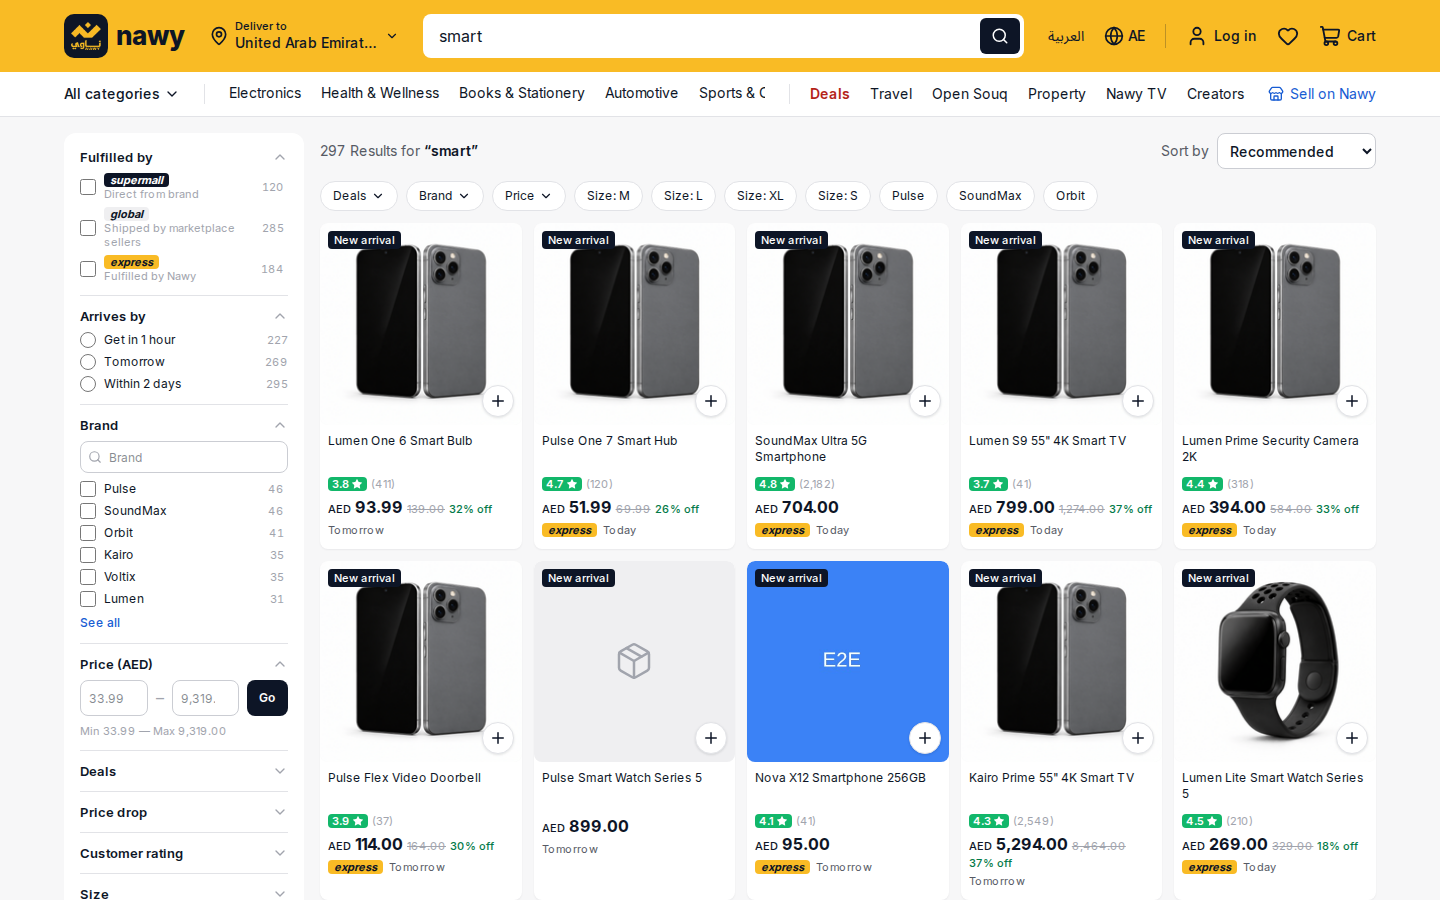 نـاوي
NAWY
nawy
Deliver to
United Arab Emirat...
smart
العربية
AE
Log in
Cart
All categories
Electronics
Health & Wellness
Books & Stationery
Automotive
Sports &
Deals
Travel
Open Souq
Property
Nawy TV
Creators
Sell on Nawy
Fulfilled by
supermall
Direct from brand
120
global
Shipped by marketplace
sellers
285
express
Fulfilled by Nawy
184
Arrives by
Get in 1 hour
227
Tomorrow
269
Within 2 days
295
Brand
Brand
Pulse
46
SoundMax
46
Orbit
41
Kairo
35
Voltix
35
Lumen
31
See all
Price (AED)
33.99
—
9,319.
Go
Min 33.99 — Max 9,319.00
Deals
Price drop
Customer rating
Size
297 Results for “smart”
Sort by
Recommended
Deals
Brand
Price
Size: M
Size: L
Size: XL
Size: S
Pulse
SoundMax
Orbit
New arrival
Lumen One 6 Smart Bulb
3.8 ★ (411)
AED 93.99 139.00 32% off
Tomorrow
New arrival
Pulse One 7 Smart Hub
4.7 ★ (120)
AED 51.99 69.99 26% off
express Today
New arrival
SoundMax Ultra 5G
Smartphone
4.8 ★ (2,182)
AED 704.00
express Today
New arrival
Lumen S9 55" 4K Smart TV
3.7 ★ (41)
AED 799.00 1,274.00 37% off
express Today
New arrival
Lumen Prime Security Camera
2K
4.4 ★ (318)
AED 394.00 584.00 33% off
express Today
New arrival
Pulse Flex Video Doorbell
3.9 ★ (37)
AED 114.00 164.00 30% off
express Tomorrow
New arrival
Pulse Smart Watch Series 5
AED 899.00
Tomorrow
New arrival
E2E
Nova X12 Smartphone 256GB
4.1 ★ (41)
AED 95.00
express Tomorrow
New arrival
Kairo Prime 55" 4K Smart TV
4.3 ★ (2,549)
AED 5,294.00 8,464.00
37% off
Tomorrow
New arrival
Lumen Lite Smart Watch Series
5
4.5 ★ (210)
AED 269.00 329.00 18% off
express Today